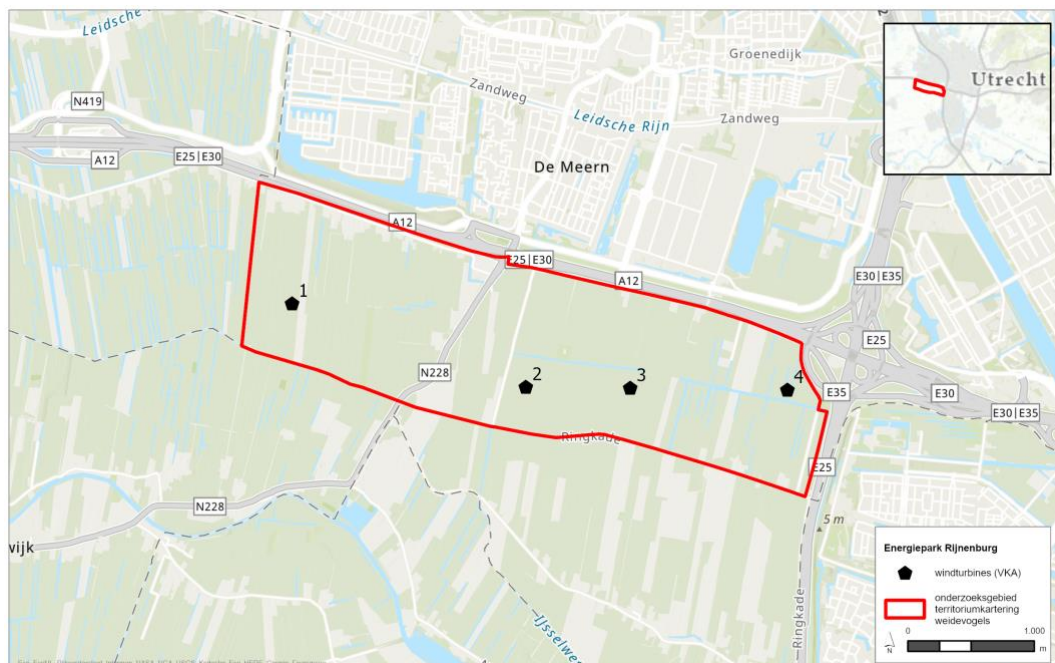 Leidsche Rijn
Groenedijk
Zandweg
N419
Leidsche Rijn
Zandweg
Utrecht
E25|E30
A12
De Meern
A12
E25|E30
E30|E35
A12
1
E25
N228
2
3
4
E35
E30
E30|E35
Ringkade
E25
N228
5 m
wijk
Energiepark Rijnenburg
windturbines (VKA)
onderzoeksgebied
territoriumkartering
weidevogels
Ringkade
0 1.000
m
N